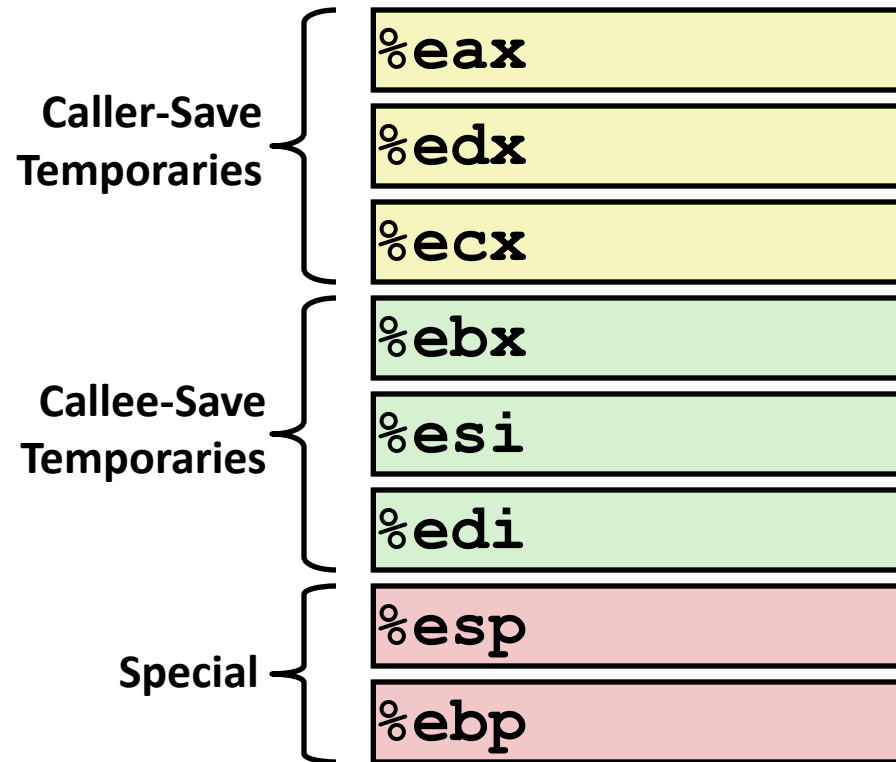 Caller-Save
Temporaries
%eax
%edx
%ecx
Callee-Save
Temporaries
%ebx
%esi
%edi
Special
%esp
%ebp